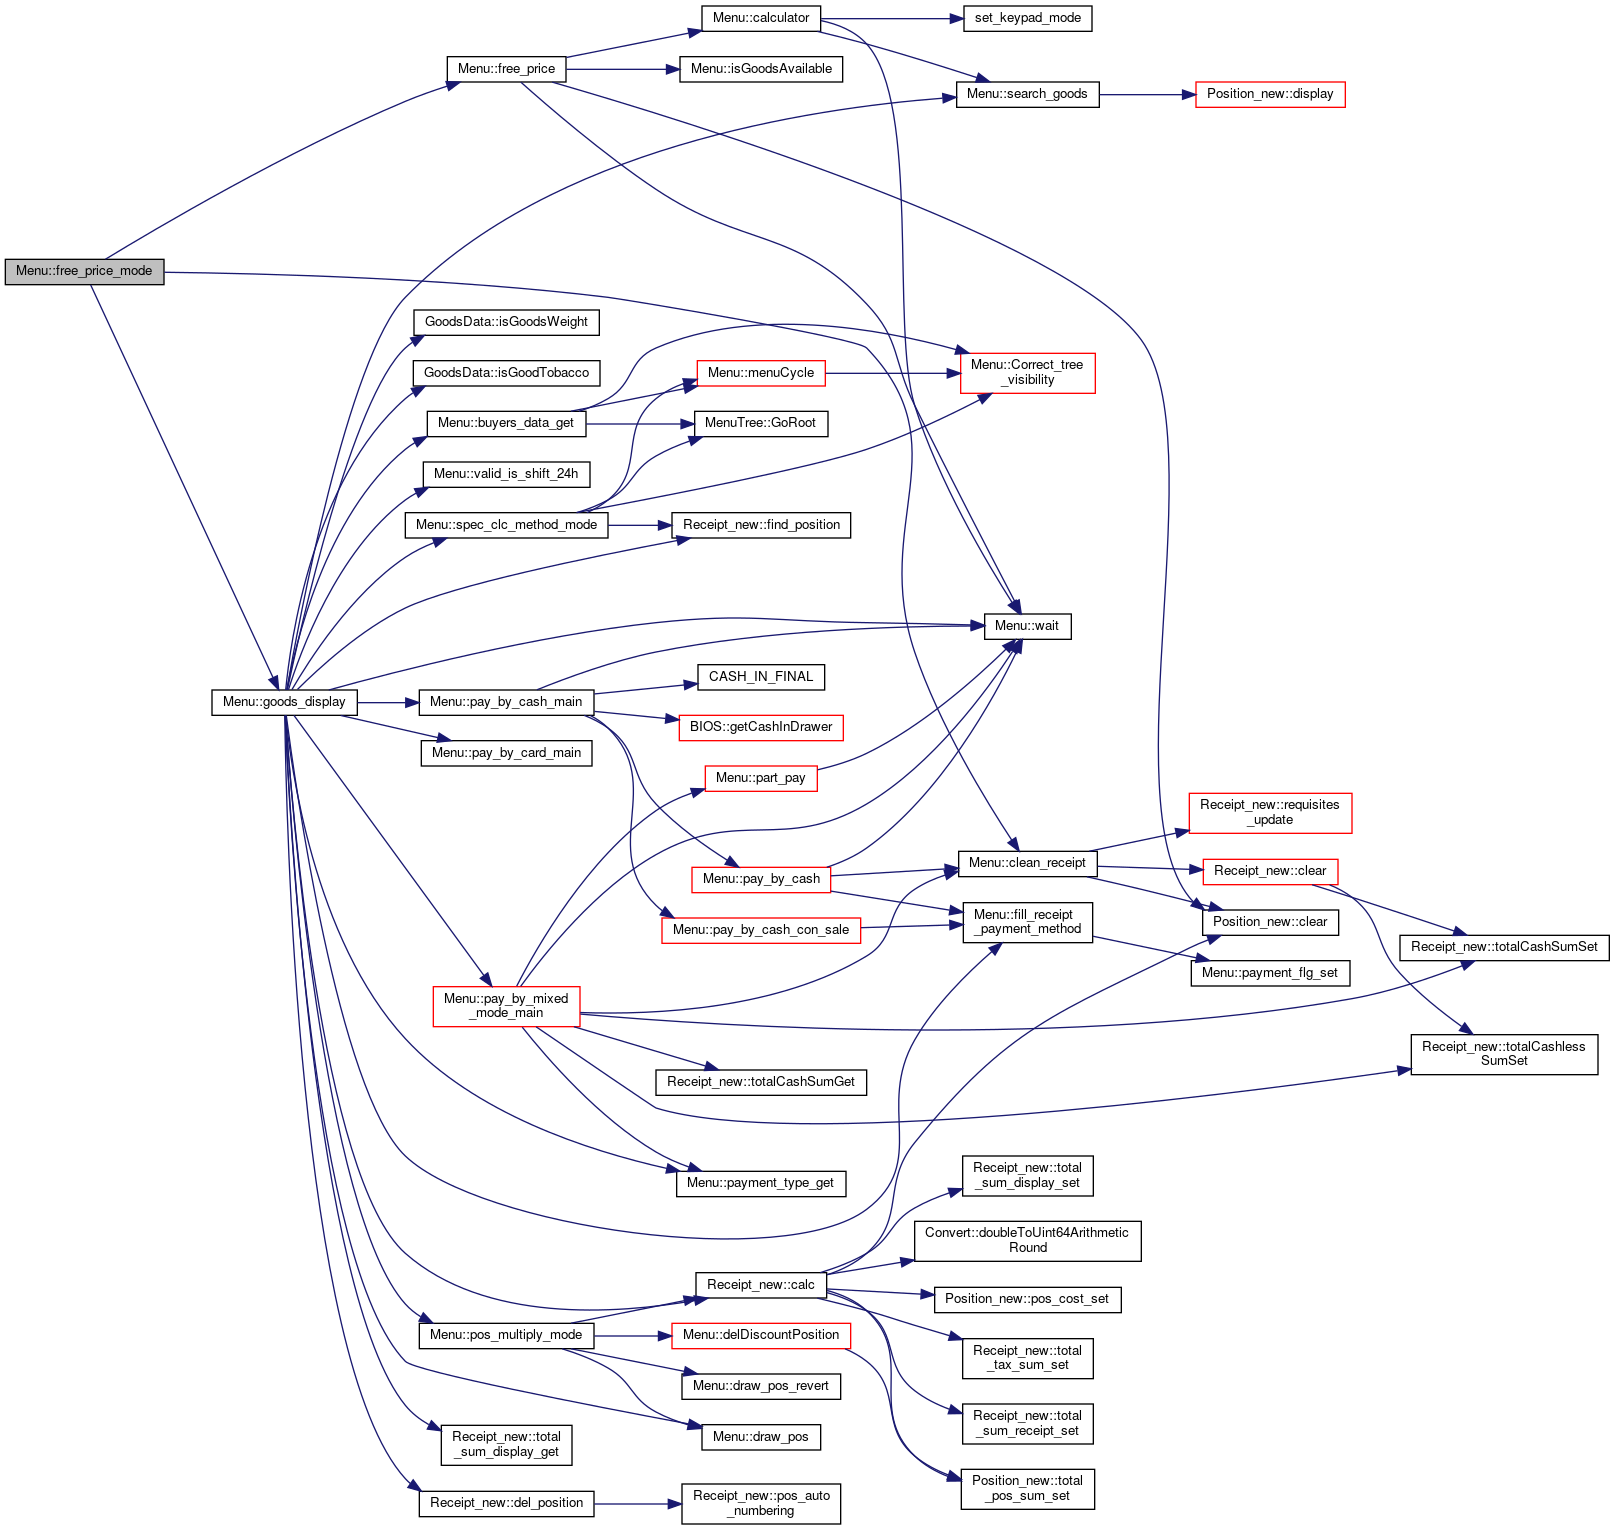 Menu::calculator
set_keypad_mode
Menu::free_price
Menu::isGoodsAvailable
Menu::search_goods
Position_new::display
Menu::free_price_mode
GoodsData::isGoodsWeight
GoodsData::isGoodTobacco
Menu::menuCycle
Menu::Correct_tree
_visibility
Menu::buyers_data_get
MenuTree::GoRoot
Menu::valid_is_shift_24h
Menu::spec_clc_method_mode
Receipt_new::find_position
Menu::wait
CASH_IN_FINAL
Menu::goods_display
Menu::pay_by_cash_main
BIOS::getCashInDrawer
Menu::pay_by_card_main
Menu::part_pay
Receipt_new::requisites
_update
Menu::clean_receipt
Receipt_new::clear
Menu::pay_by_cash
Menu::fill_receipt
_payment_method
Position_new::clear
Menu::pay_by_cash_con_sale
Receipt_new::totalCashSumSet
Menu::payment_flg_set
Menu::pay_by_mixed
_mode_main
Receipt_new::totalCashless
SumSet
Receipt_new::totalCashSumGet
Menu::payment_type_get
Receipt_new::total
_sum_display_set
Convert::doubleToUint64Arithmetic
Round
Receipt_new::calc
Position_new::pos_cost_set
Menu::pos_multiply_mode
Menu::delDiscountPosition
Receipt_new::total
_tax_sum_set
Menu::draw_pos_revert
Receipt_new::total
_sum_receipt_set
Menu::draw_pos
Receipt_new::total
_sum_display_get
Position_new::total
_pos_sum_set
Receipt_new::del_position
Receipt_new::pos_auto
_numbering